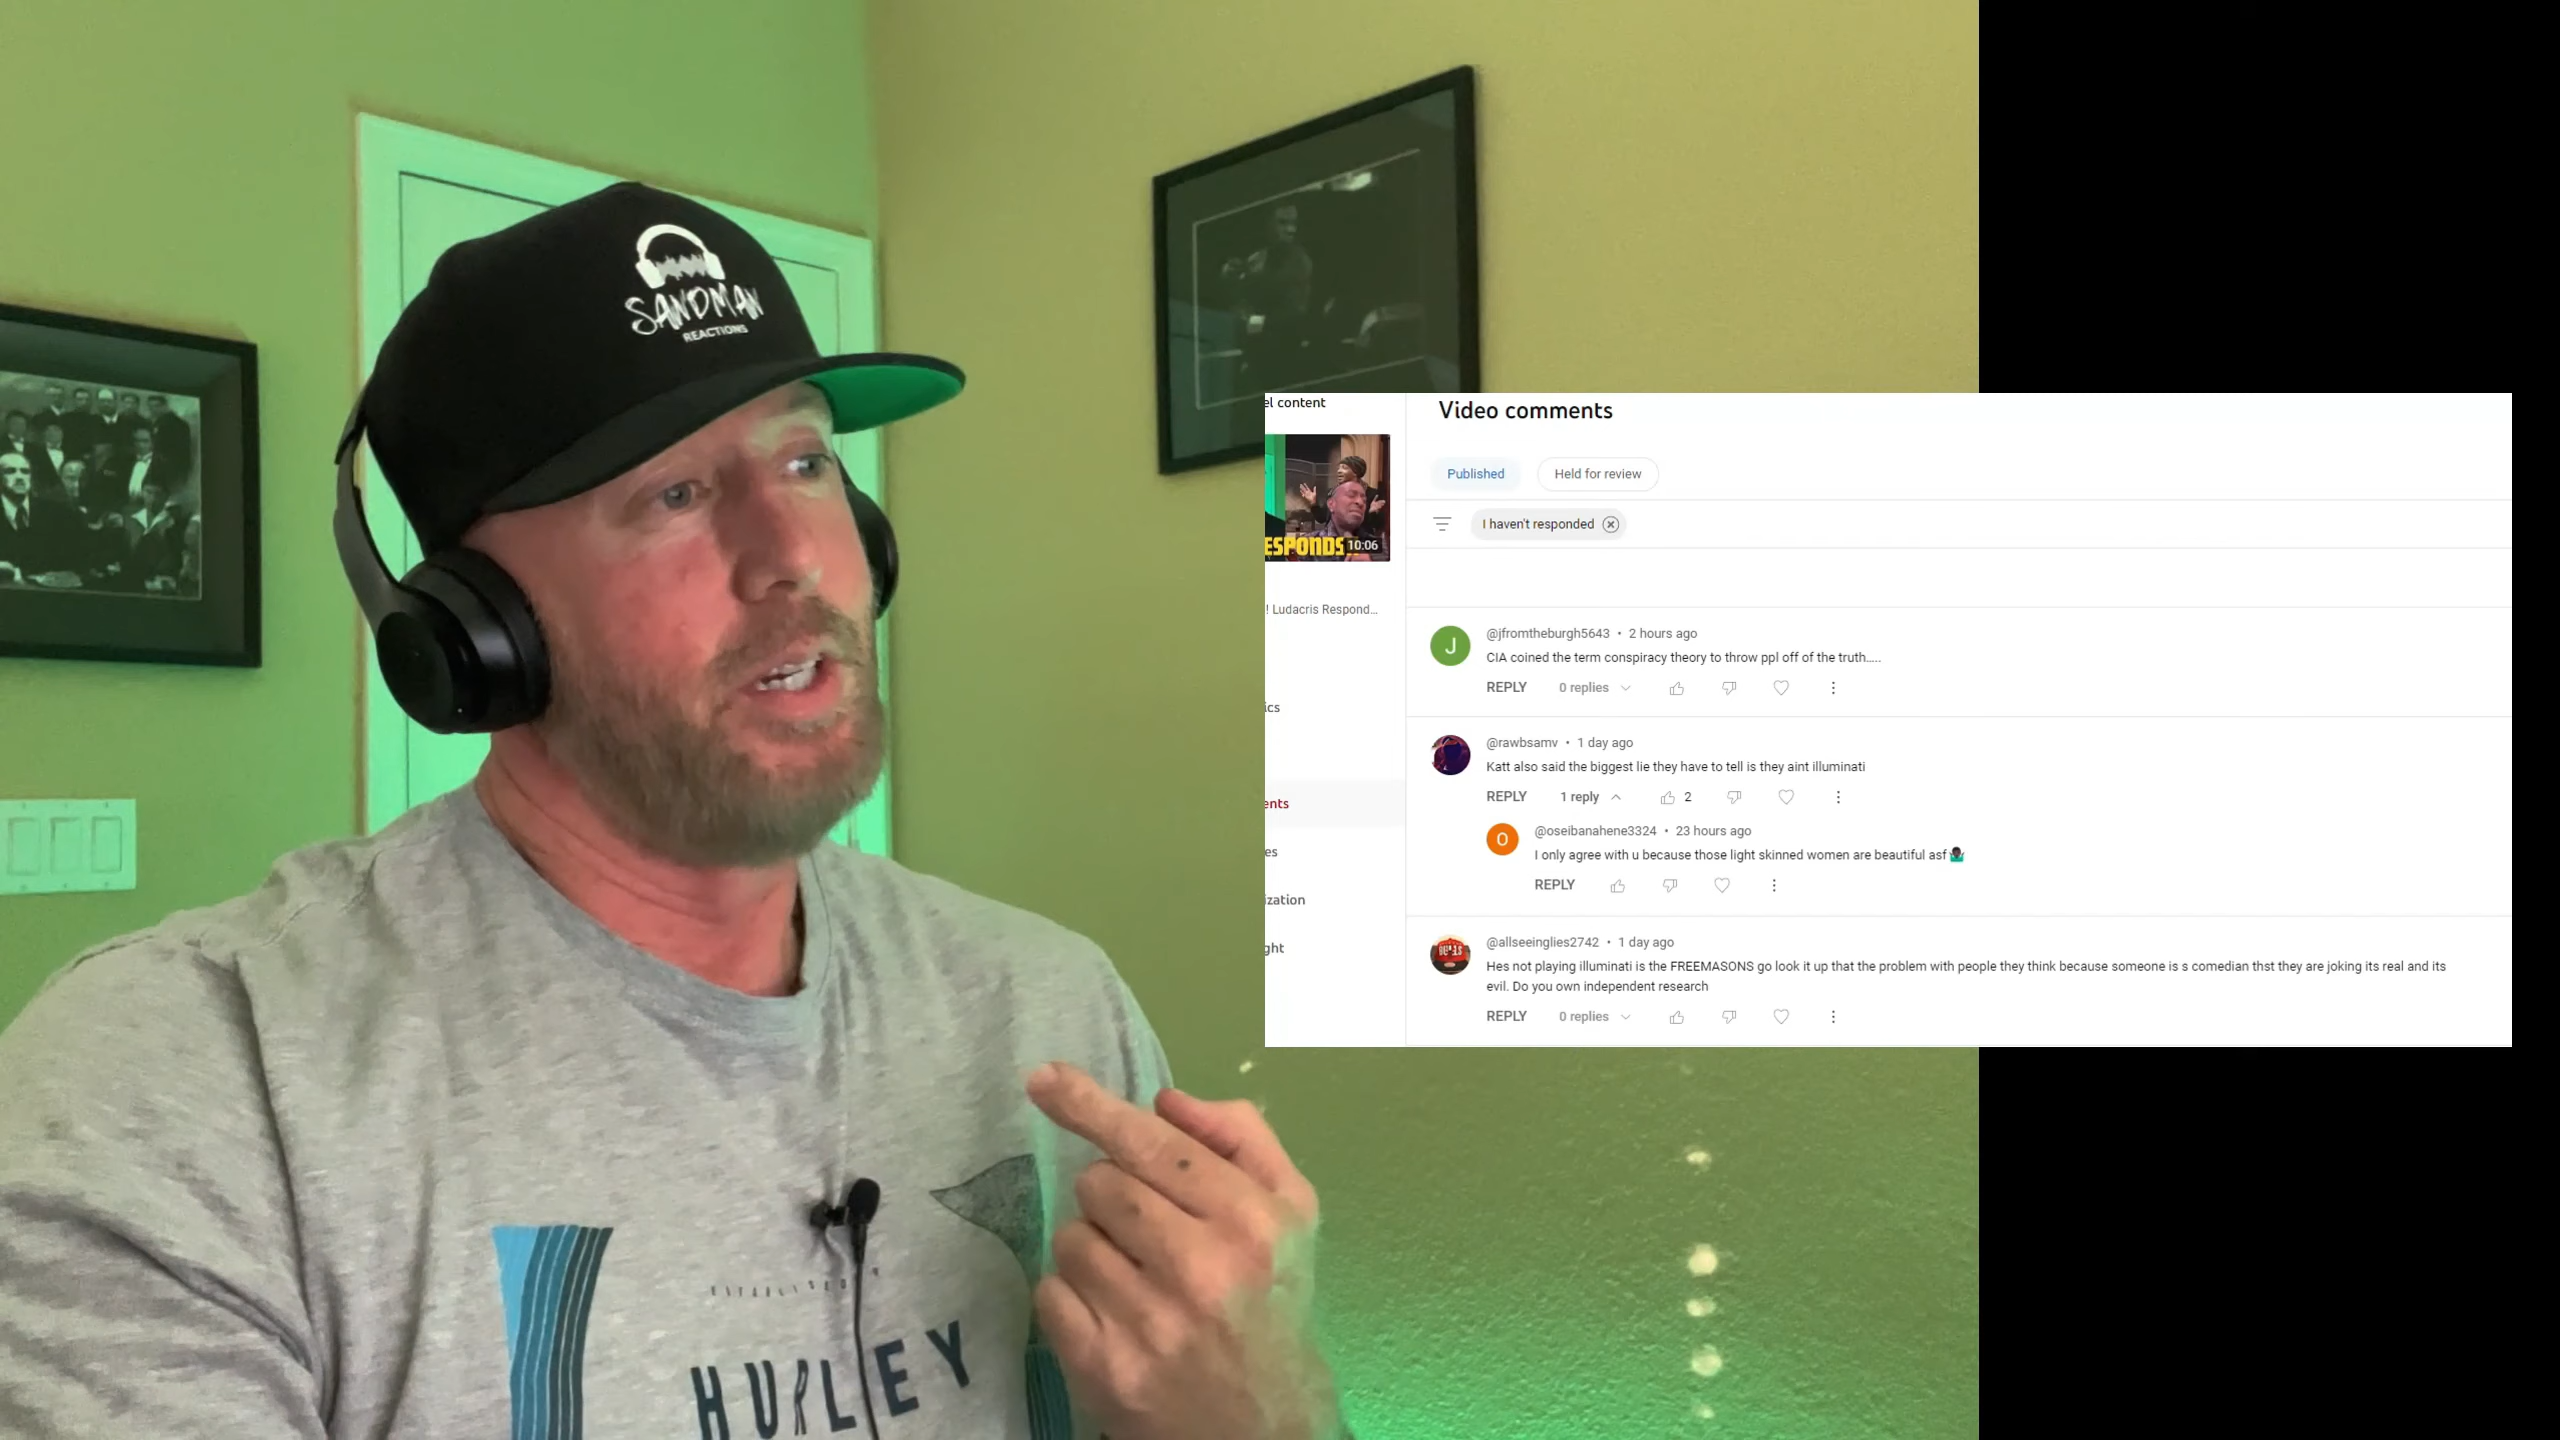 SANDMAN
REACTIONS
HURLEY
el content
ESPONDS
10:06
! Ludacris Respond...
ics
ents
es
ization
ght
Video comments
Published
Held for review
I haven't responded
J
@jfromtheburgh5643 • 2 hours ago
CIA coined the term conspiracy theory to throw ppl off of the truth.....
REPLY 0 replies
@rawbsamv • 1 day ago
Katt also said the biggest lie they have to tell is they aint illuminati
REPLY 1 reply 2
O
@oseibanahene3324 • 23 hours ago
I only agree with u because those light skinned women are beautiful asf🤷🏿‍♂️
REPLY
@allseeinglies2742 • 1 day ago
Hes not playing illuminati is the FREEMASONS go look it up that the problem with people they think because someone is s comedian thst they are joking its real and its
evil. Do you own independent research
REPLY 0 replies